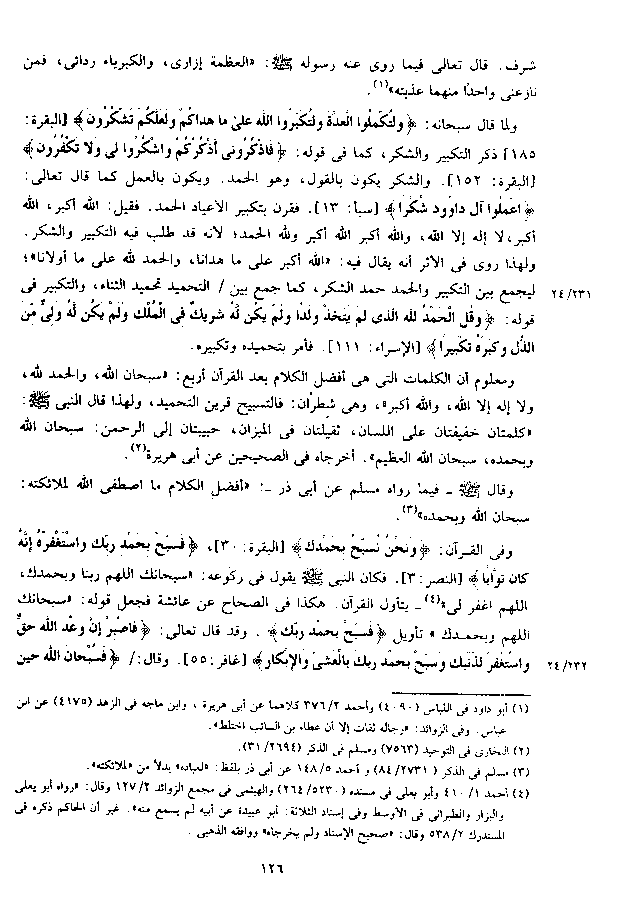 شرف. قال تعالى فيما روى عنه رسوله ﷺ: «العظمة إزارى، والكبرياء ردائى، فمن
نازعنى واحدًا منهما عذبته»(١).
ولما قال سبحانه: ﴿ وَلِتُكْمِلُوا الْعِدَّةَ وَلِتُكَبِّرُوا اللَّهَ عَلَىٰ مَا هَدَاكُمْ وَلَعَلَّكُمْ تَشْكُرُونَ ﴾ [البقرة:
١٨٥] ذكر التكبير والشكر، كما فى قوله: ﴿ فَاذْكُرُونِى أَذْكُرْكُمْ وَاشْكُرُوا لِى وَلا تَكْفُرُونِ ﴾
[البقرة: ١٥٢]. والشكر يكون بالقول، وهو الحمد. ويكون بالعمل كما قال تعالى:
﴿ اعْمَلُوا آلَ دَاوُودَ شُكْرًا ﴾ [سبأ: ١٣]. فقرن بتكبير الأعياد الحمد. فقيل: الله أكبر، الله
أكبر،لا إله إلا الله، والله أكبر الله أكبر ولله الحمد؛ لأنه قد طلب فيه التكبير والشكر.
ولهذا روى فى الأثر أنه يقال فيه: «الله أكبر على ما هدانا، والحمد لله على ما أولانا»؛
٢٤/٢٣١ ليجمع بين التكبير والحمد حمد الشكر، كما جمع بين / التحميد تحميد الثناء، والتكبير فى
قوله: ﴿ وَقُلِ الْحَمْدُ لِلَّهِ الَّذِى لَمْ يَتَّخِذْ وَلَدًا وَلَمْ يَكُن لَّهُ شَرِيكٌ فِى الْمُلْكِ وَلَمْ يَكُن لَّهُ وَلِىٌّ مِّنَ
الذُّلِّ وَكَبِّرْهُ تَكْبِيرًا ﴾ [الإسراء: ١١١]. فأمر بتحميده وتكبيره.
ومعلوم أن الكلمات التى هى أفضل الكلام بعد القرآن أربع: «سبحان الله، والحمد لله،
ولا إله إلا الله، والله أكبر»، وهى شطران: فالتسبيح قرين التحميد، ولهذا قال النبى ﷺ:
«كلمتان خفيفتان على اللسان، ثقيلتان فى الميزان، حبيبتان إلى الرحمن: سبحان الله
وبحمده، سبحان الله العظيم». أخرجاه فى الصحيحين عن أبى هريرة(٢).
وقال ﷺ ـ فيما رواه مسلم عن أبى ذر ـ: «أفضل الكلام ما اصطفى الله لملائكته:
سبحان الله وبحمده»(٣).
وفى القرآن: ﴿ وَنَحْنُ نُسَبِّحُ بِحَمْدِكَ ﴾ [البقرة: ٣٠]، ﴿ فَسَبِّحْ بِحَمْدِ رَبِّكَ وَاسْتَغْفِرْهُ إِنَّهُ
كَانَ تَوَّابًا ﴾ [النصر:٣]. فكان النبى ﷺ يقول فى ركوعه: «سبحانك اللهم ربنا وبحمدك،
اللهم اغفر لى»(٤) ـ يتأول القرآن. هكذا فى الصحاح عن عائشة فجعل قوله: «سبحانك
اللهم وبحمدك » تأويل ﴿ فَسَبِّحْ بِحَمْدِ رَبِّكَ ﴾. وقد قال تعالى: ﴿ فَاصْبِرْ إِنَّ وَعْدَ اللَّهِ حَقٌّ
٢٤/٢٣٢ وَاسْتَغْفِرْ لِذَنبِكَ وَسَبِّحْ بِحَمْدِ رَبِّكَ بِالْعَشِىِّ وَالإِبْكَارِ ﴾ [غافر:٥٥]. وقال:/ ﴿ فَسُبْحَانَ اللَّهِ حِينَ
(١) أبو داود فى اللباس (٤٠٩٠) وأحمد ٣٧٦/٢ كلاهما عن أبى هريرة ، وابن ماجه فى الزهد (٤١٧٥) عن ابن
عباس. وفى الزوائد: «رجاله ثقات إلا أن عطاء بن السائب اختلط».
(٢) البخارى فى التوحيد (٧٥٦٣) ومسلم فى الذكر (٣١/٢٦٩٤).
(٣) مسلم فى الذكر ( ٨٤/٢٧٣١) و أحمد ١٤٨/٥ عن أبى ذر بلفظ: «لعباده» بدلاً من «لملائكته».
(٤) أحمد ٤١٠/١ وأبو يعلى فى مسنده (٢٦٤/٥٢٣٠) والهيثمى فى مجمع الزوائد ١٢٧/٢ وقال: «رواه أبو يعلى
والبزار والطبرانى فى الأوسط وفى إسناد الثلاثة: أبو عبيدة عن أبيه لم يسمع منه». غير أن الحاكم ذكره فى
المستدرك ٥٣٨/٢ وقال: «صحيح الإسناد ولم يخرجاه» ووافقه الذهبى .
١٢٦